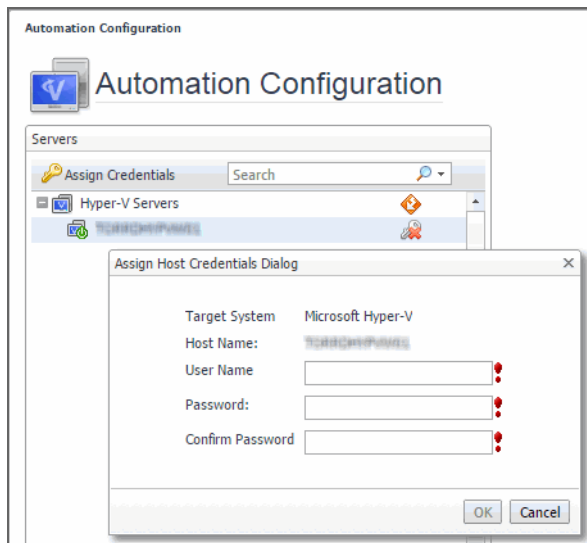 Automation Configuration
Automation Configuration
Servers
Assign Credentials Search
Hyper-V Servers
Assign Host Credentials Dialog
Target System Microsoft Hyper-V
Host Name:
User Name
Password:
Confirm Password
OK Cancel